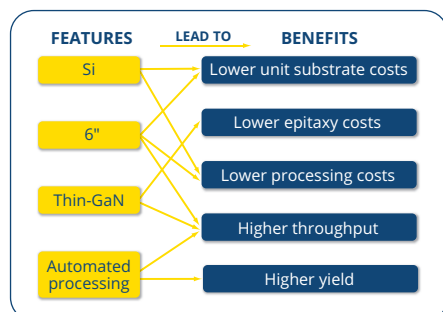 FEATURES
LEAD TO
BENEFITS
Si
Lower unit substrate costs
6"
Lower epitaxy costs
Lower processing costs
Thin-GaN
Higher throughput
Automated
processing
Higher yield